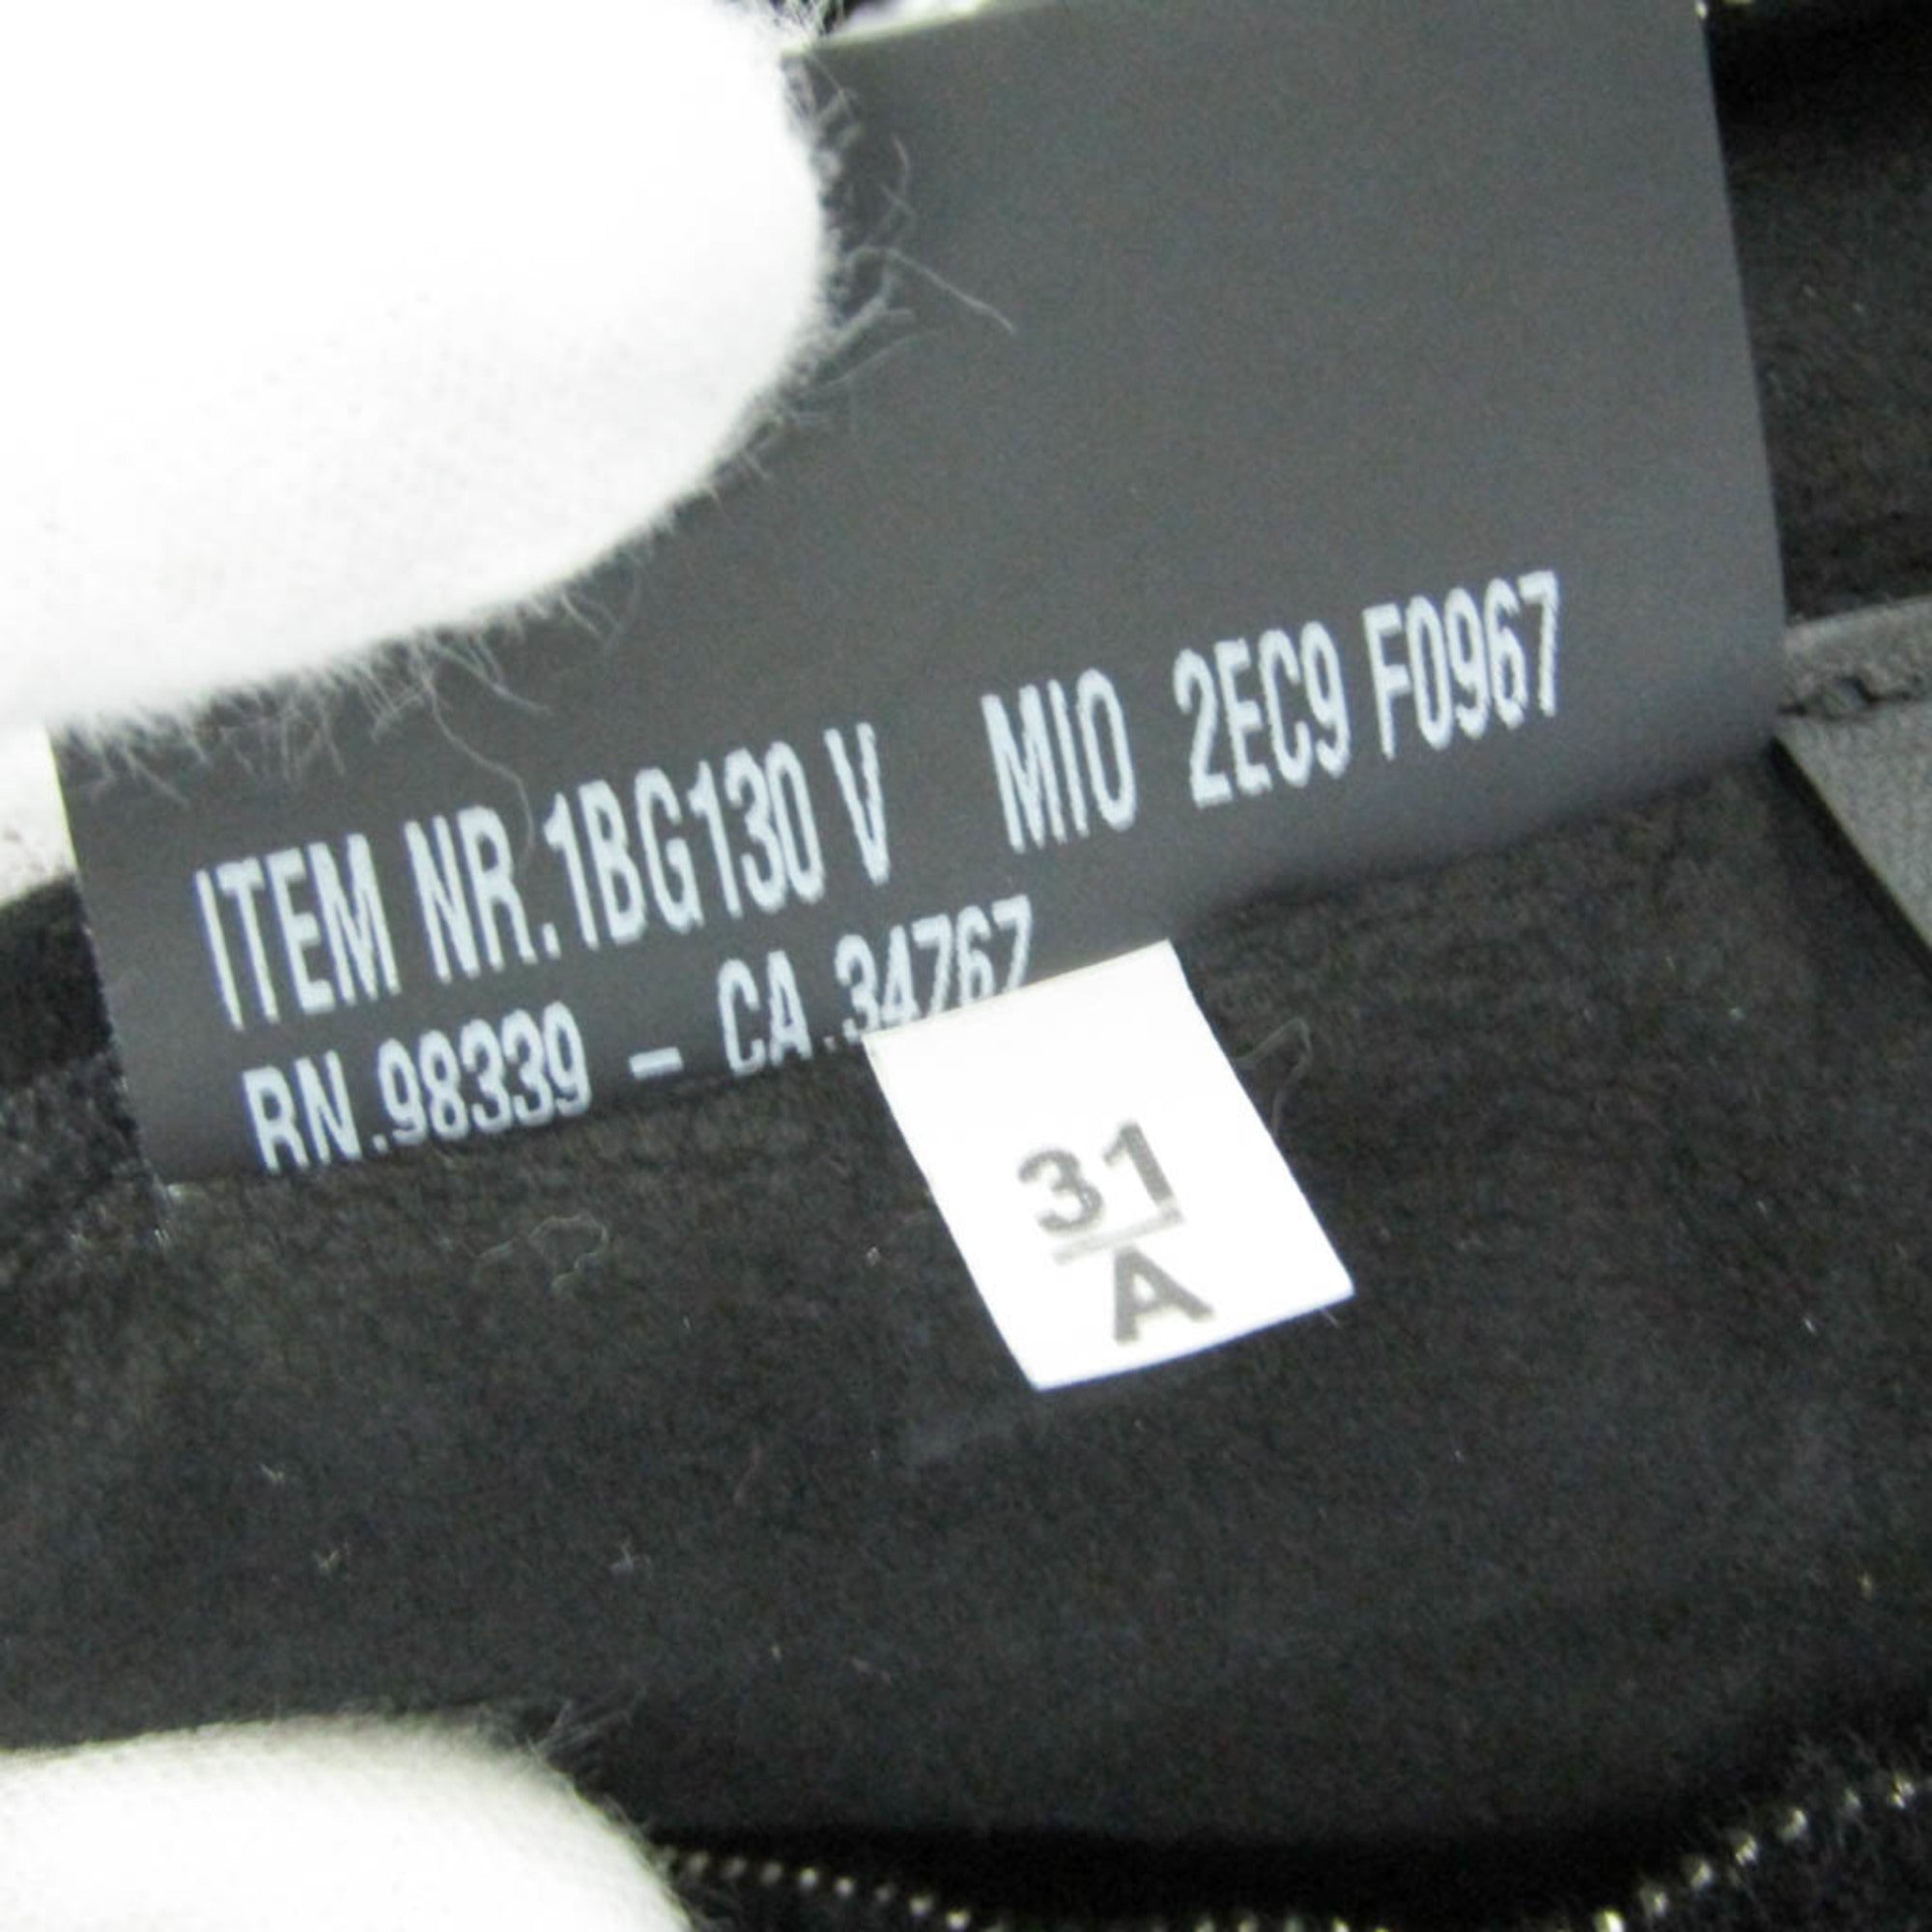 ITEM NR.1BG130 V MIO 2EC9 F0967
RN.98339 - CA.34767
31
A